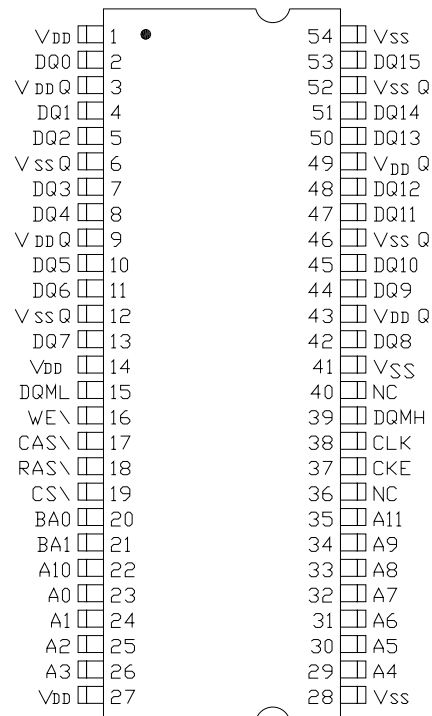 VDD 1 54 VSS
DQ0 2 53 DQ15
VDDQ 3 52 VSS Q
DQ1 4 51 DQ14
DQ2 5 50 DQ13
VSSQ 6 49 VDD Q
DQ3 7 48 DQ12
DQ4 8 47 DQ11
VDDQ 9 46 VSS Q
DQ5 10 45 DQ10
DQ6 11 44 DQ9
VSSQ 12 43 VDD Q
DQ7 13 42 DQ8
VDD 14 41 VSS
DQML 15 40 NC
WE\ 16 39 DQMH
CAS\ 17 38 CLK
RAS\ 18 37 CKE
CS\ 19 36 NC
BA0 20 35 A11
BA1 21 34 A9
A10 22 33 A8
A0 23 32 A7
A1 24 31 A6
A2 25 30 A5
A3 26 29 A4
VDD 27 28 VSS